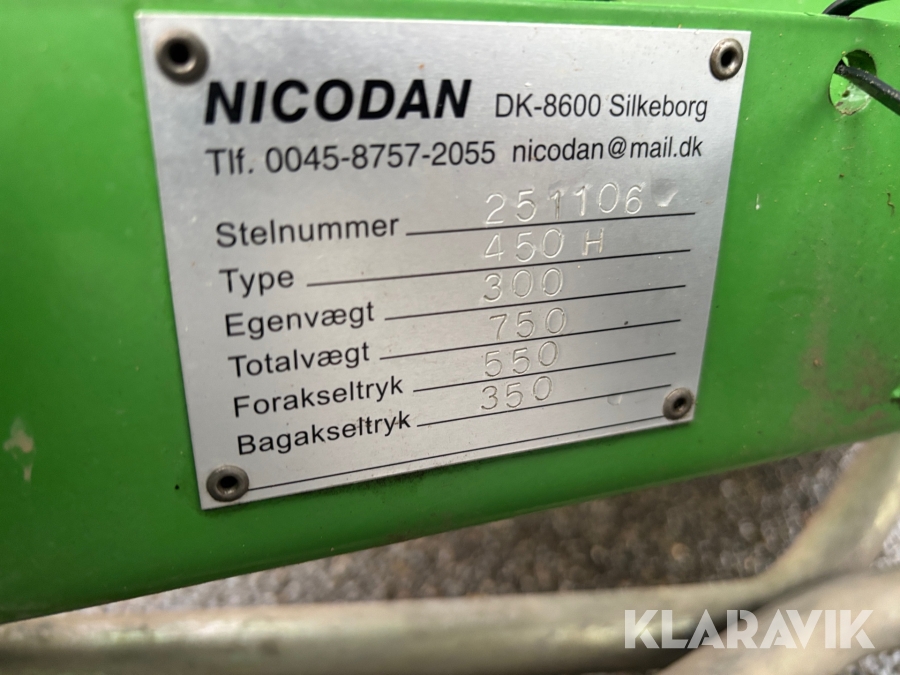 NICODAN DK-8600 Silkeborg
Tlf. 0045-8757-2055 nicodan@mail.dk
Stelnummer 251106
Type 450 H
Egenvægt 300
Totalvægt 750
Forakseltryk 550
Bagakseltryk 350
KLARAVIK